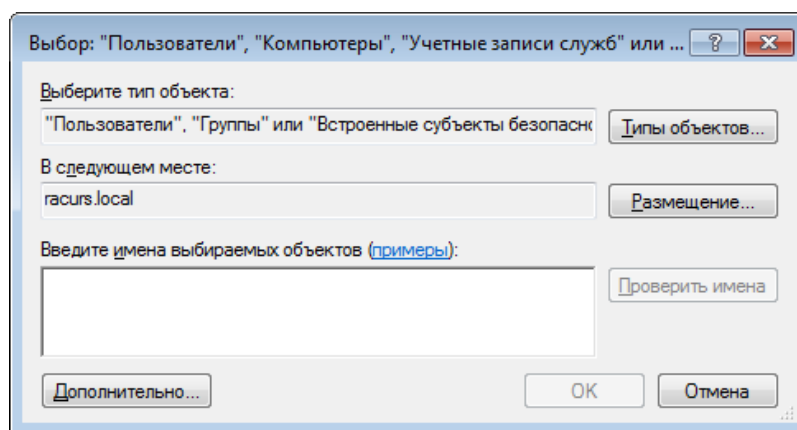 Выбор: "Пользователи", "Компьютеры", "Учетные записи служб" или ...
Выберите тип объекта:
"Пользователи", "Группы" или "Встроенные субъекты безопасно
Типы объектов...
В следующем месте:
racurs.local
Размещение...
Введите имена выбираемых объектов (примеры):
Проверить имена
Дополнительно...
ОК
Отмена